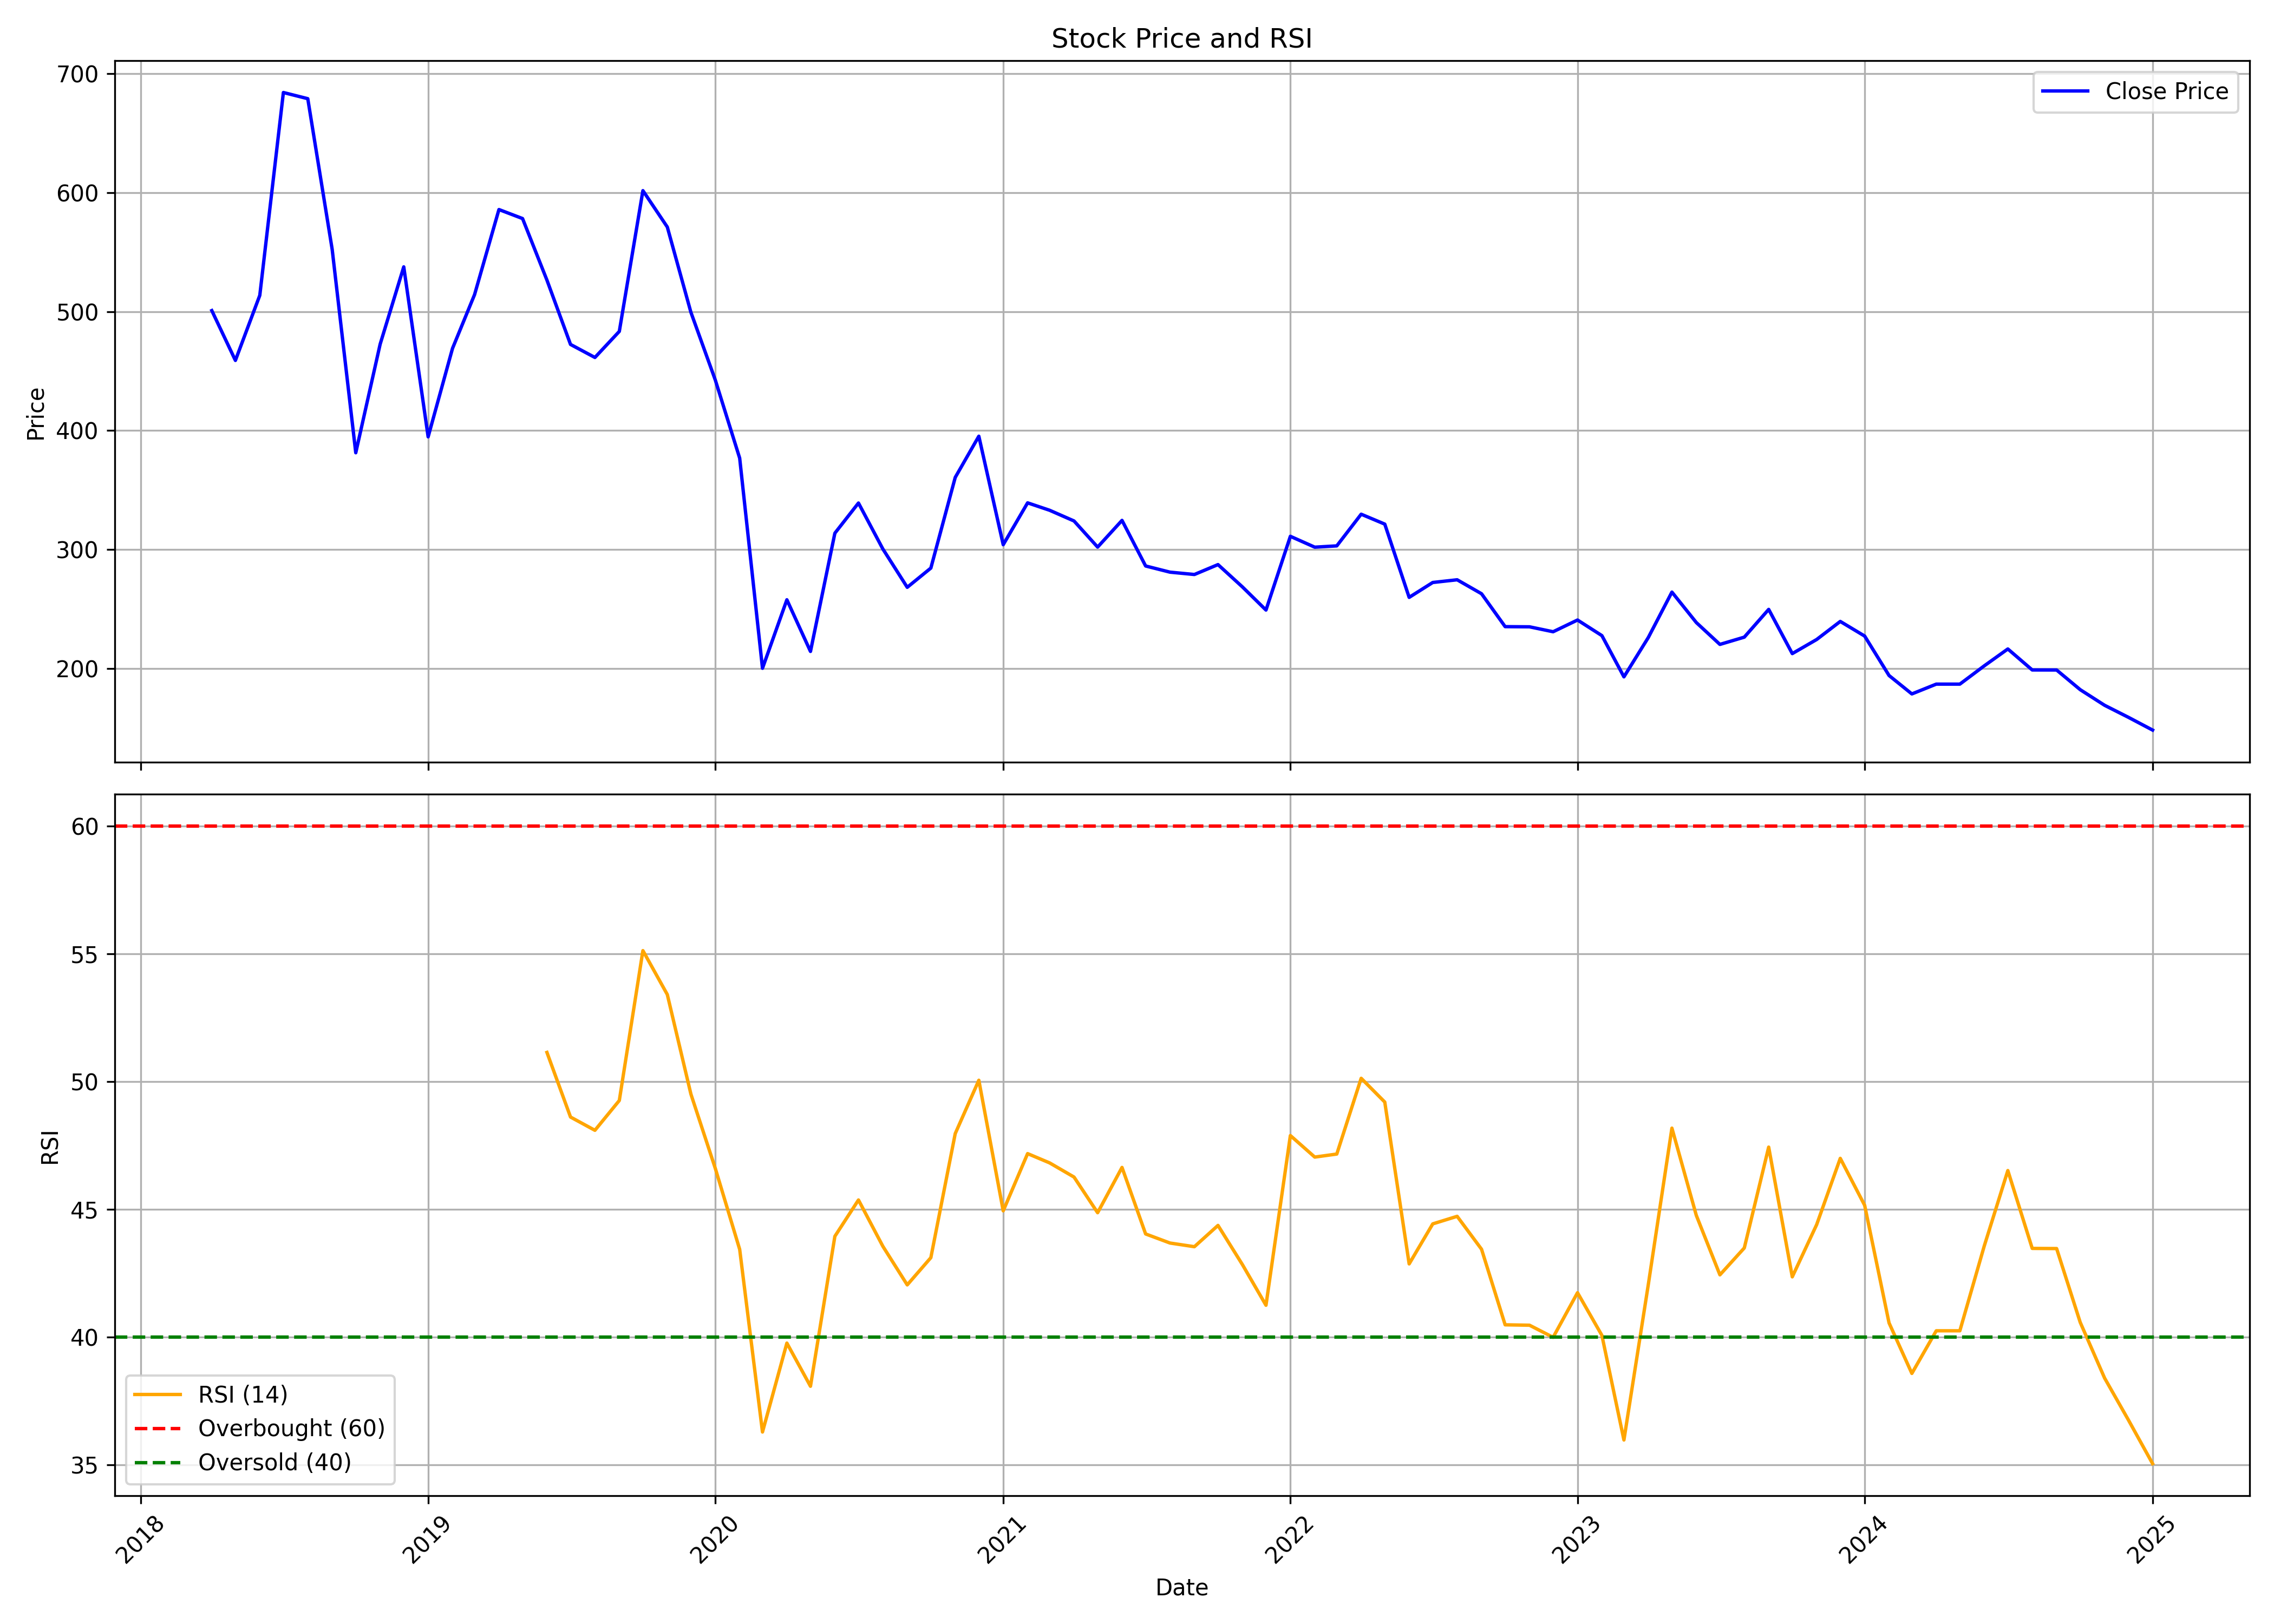 Stock Price and RSI
700
600
500
400
300
200
Price
Close Price
60
55
50
45
40
35
RSI
RSI (14)
Overbought (60)
Oversold (40)
2018
2019
2020
2021
2022
2023
2024
2025
Date